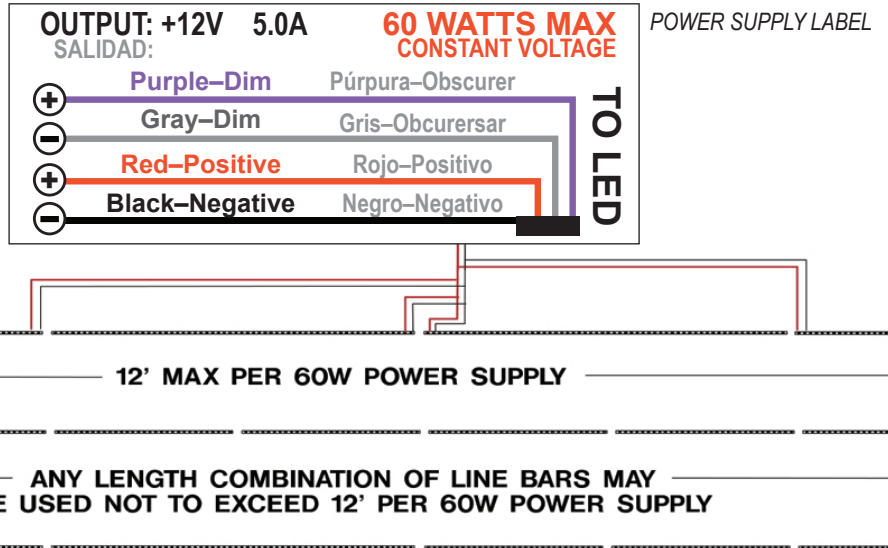 OUTPUT: +12V 5.0A 60 WATTS MAX
SALIDAD: CONSTANT VOLTAGE
POWER SUPPLY LABEL
Purple–Dim Púrpura–Obscurer
Gray–Dim Gris–Obcurersar
Red–Positive Rojo–Positivo
Black–Negative Negro–Negativo
TO LED
12’ MAX PER 60W POWER SUPPLY
ANY LENGTH COMBINATION OF LINE BARS MAY
E USED NOT TO EXCEED 12’ PER 60W POWER SUPPLY